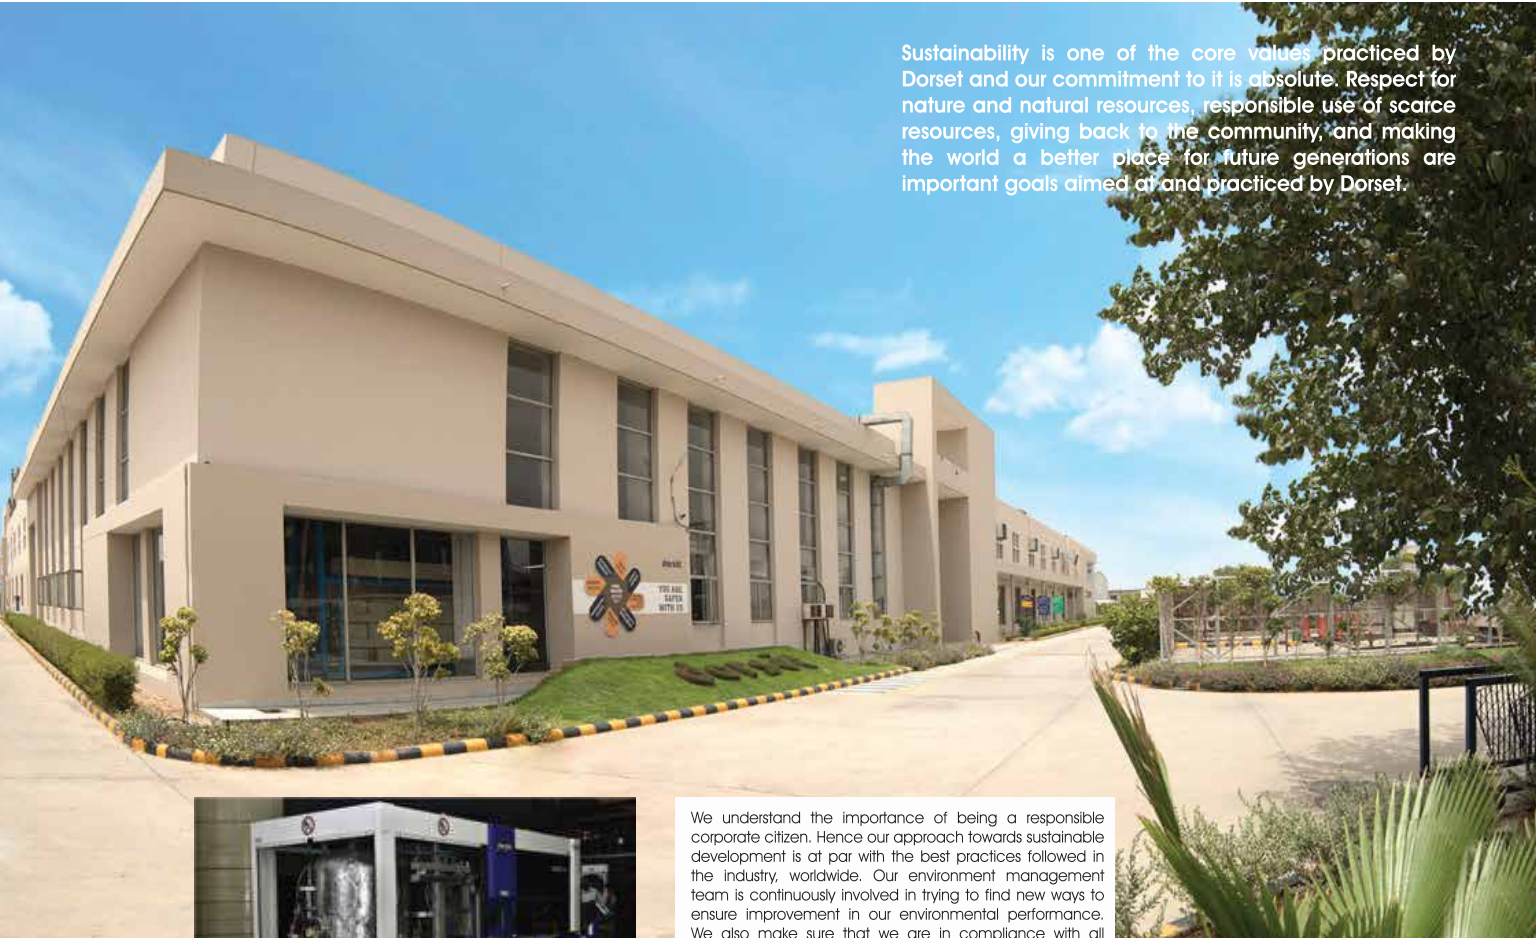 Sustainability is one of the core values practiced by
Dorset and our commitment to it is absolute. Respect for
nature and natural resources, responsible use of scarce
resources, giving back to the community, and making
the world a better place for future generations are
important goals aimed at and practiced by Dorset.
YOU ARE
SAFER
WITH US
We understand the importance of being a responsible
corporate citizen. Hence our approach towards sustainable
development is at par with the best practices followed in
the industry, worldwide. Our environment management
team is continuously involved in trying to find new ways to
ensure improvement in our environmental performance.
We also make sure that we are in compliance with all